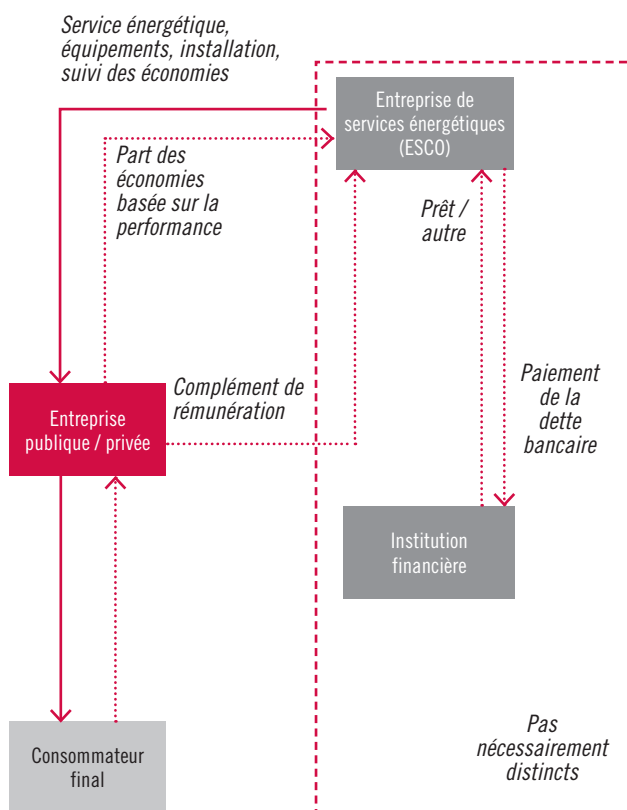 Service énergétique,
équipements, installation,
suivi des économies
Entreprise de
services énergétiques
(ESCO)
Part des
économies
basée sur la
performance
Prêt /
autre
Complément de
rémunération
Paiement
de la
dette
bancaire
Entreprise
publique / privée
Institution
financière
Consommateur
final
Pas
nécessairement
distincts